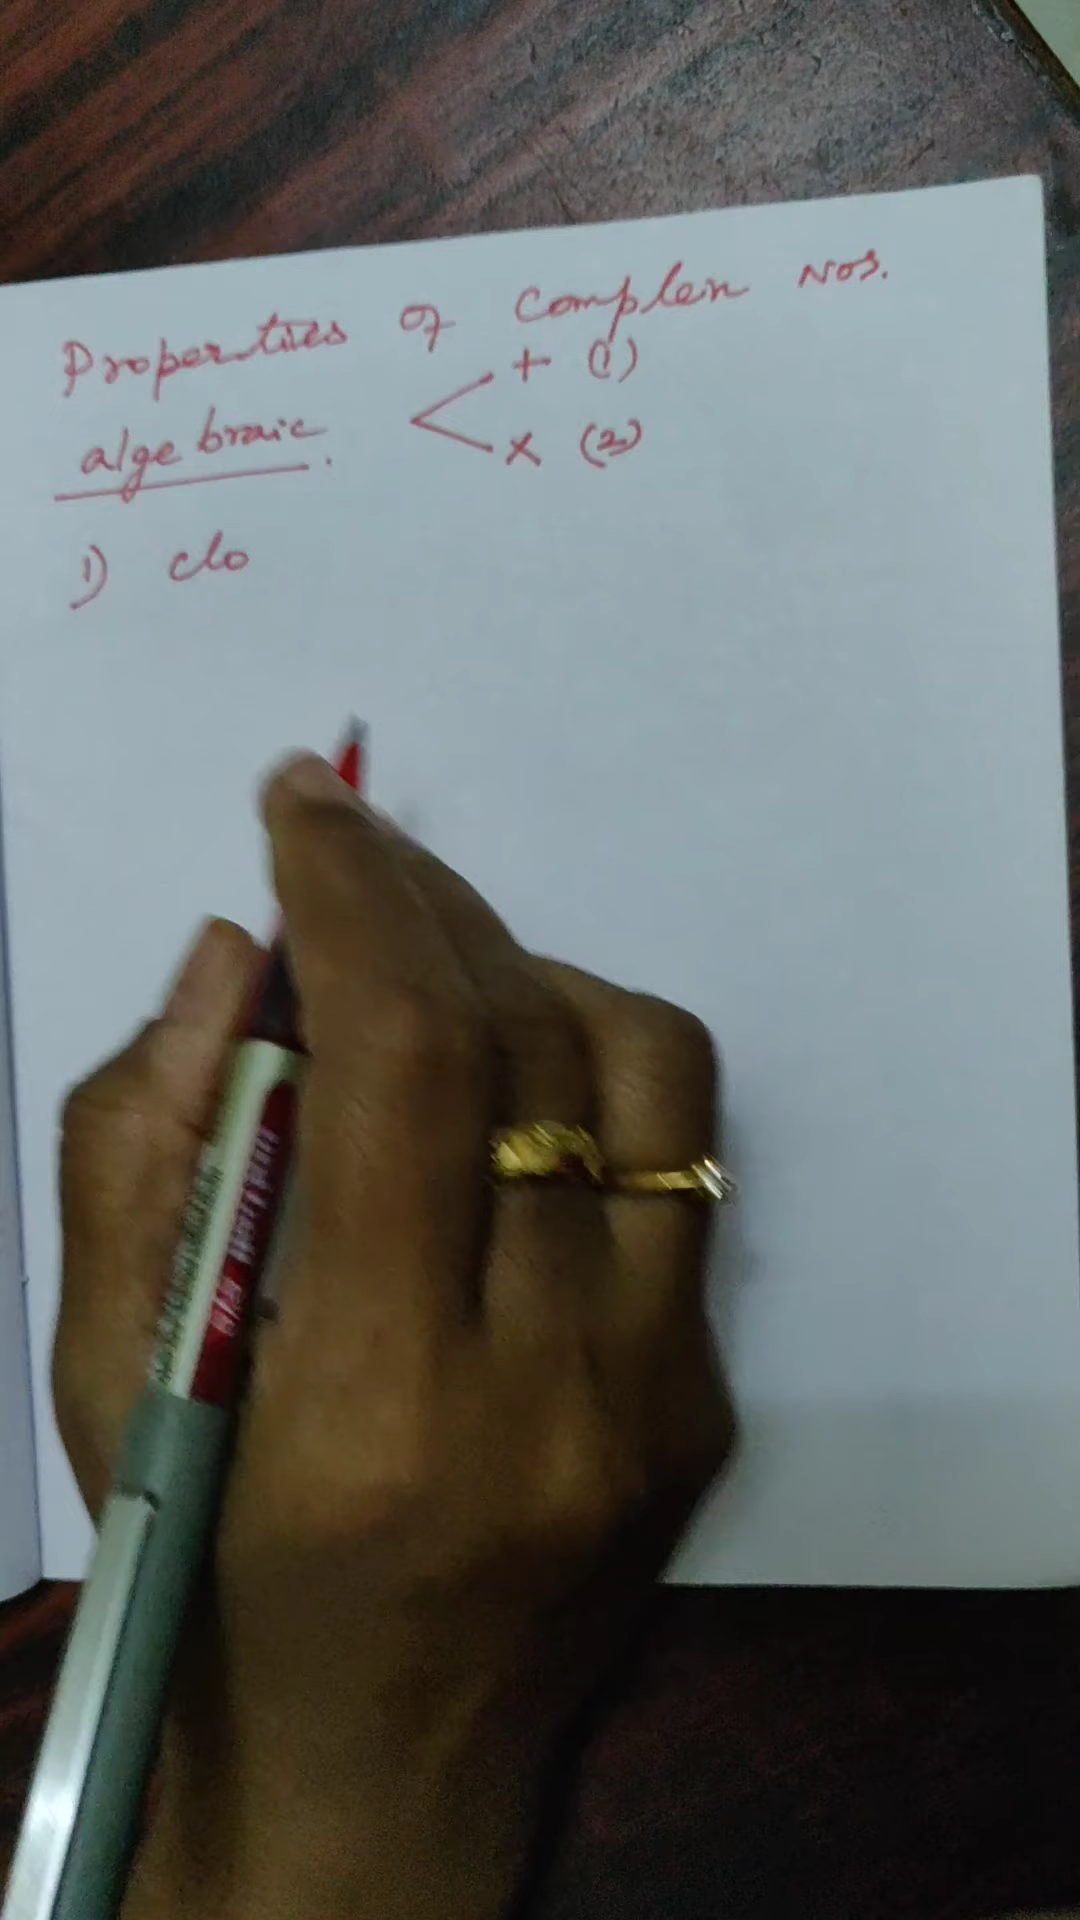 Properties of Complex Nos.
algebraic. < + (1)
x (2)
1) clo